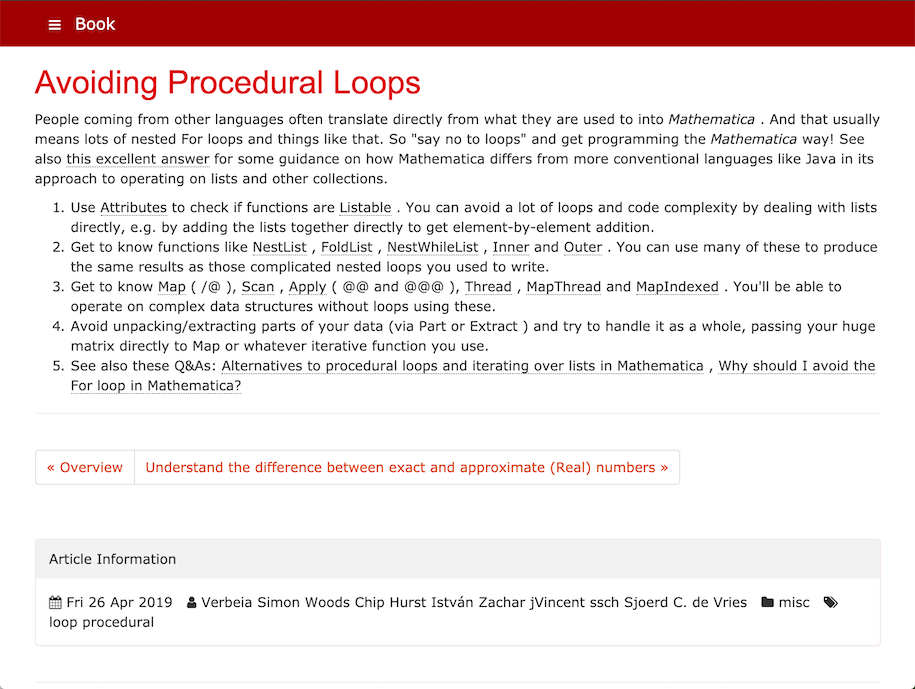 Book
Avoiding Procedural Loops
People coming from other languages often translate directly from what they are used to into Mathematica . And that usually
means lots of nested For loops and things like that. So "say no to loops" and get programming the Mathematica way! See
also this excellent answer for some guidance on how Mathematica differs from more conventional languages like Java in its
approach to operating on lists and other collections.
1. Use Attributes to check if functions are Listable . You can avoid a lot of loops and code complexity by dealing with lists
directly, e.g. by adding the lists together directly to get element-by-element addition.
2. Get to know functions like NestList , FoldList , NestWhileList , Inner and Outer . You can use many of these to produce
the same results as those complicated nested loops you used to write.
3. Get to know Map ( /@ ), Scan , Apply ( @@ and @@@ ), Thread , MapThread and MapIndexed . You'll be able to
operate on complex data structures without loops using these.
4. Avoid unpacking/extracting parts of your data (via Part or Extract ) and try to handle it as a whole, passing your huge
matrix directly to Map or whatever iterative function you use.
5. See also these Q&As: Alternatives to procedural loops and iterating over lists in Mathematica , Why should I avoid the
For loop in Mathematica?
« Overview Understand the difference between exact and approximate (Real) numbers »
Article Information
Fri 26 Apr 2019 Verbeia Simon Woods Chip Hurst István Zachar jVincent ssch Sjoerd C. de Vries misc
loop procedural